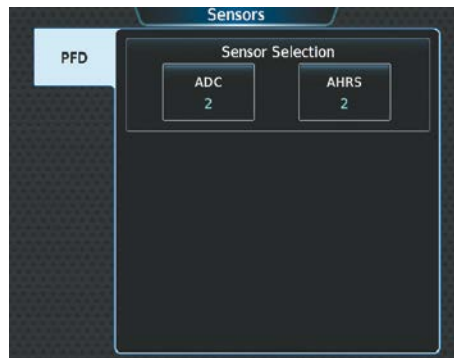 Sensors
PFD
Sensor Selection
ADC AHRS
2 2